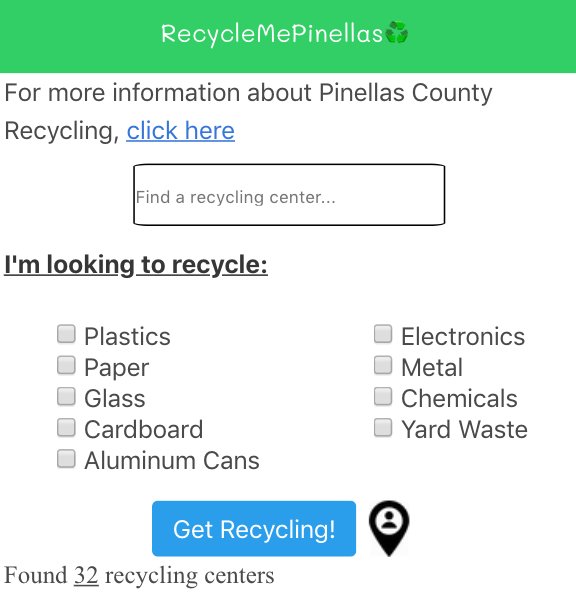 RecycleMePinellas♻
For more information about Pinellas County
Recycling, click here
Find a recycling center...
I'm looking to recycle:
Plastics
Paper
Glass
Cardboard
Aluminum Cans
Electronics
Metal
Chemicals
Yard Waste
Get Recycling!
Found 32 recycling centers